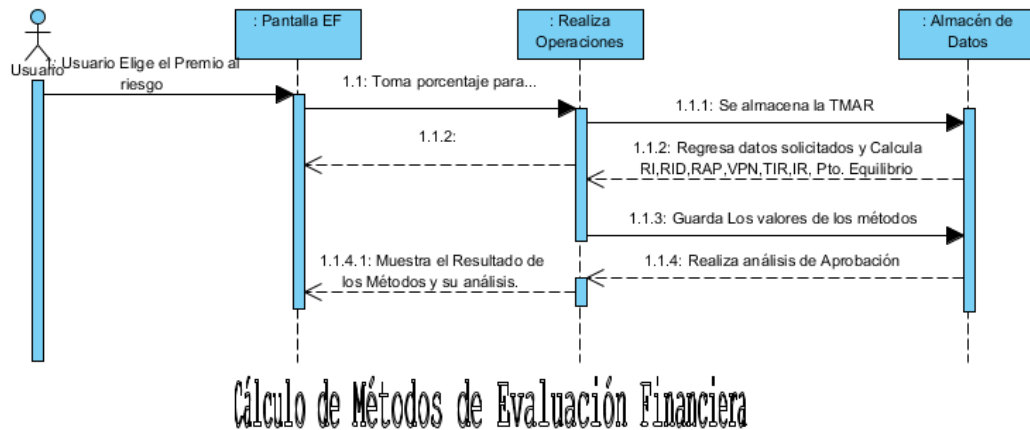 : Pantalla EF
: Realiza
Operaciones
: Almacén de
Datos
Usuario
1: Usuario Elige el Premio al
riesgo
1.1: Toma porcentaje para...
1.1.1: Se almacena la TMAR
1.1.2:
1.1.2: Regresa datos solicitados y Calcula
RI,RID,RAP,VPN,TIR,IR, Pto. Equilibrio
1.1.3: Guarda Los valores de los métodos
1.1.4.1: Muestra el Resultado de
los Métodos y su análisis.
1.1.4: Realiza análisis de Aprobación
Cálculo de Métodos de Evaluación Financiera